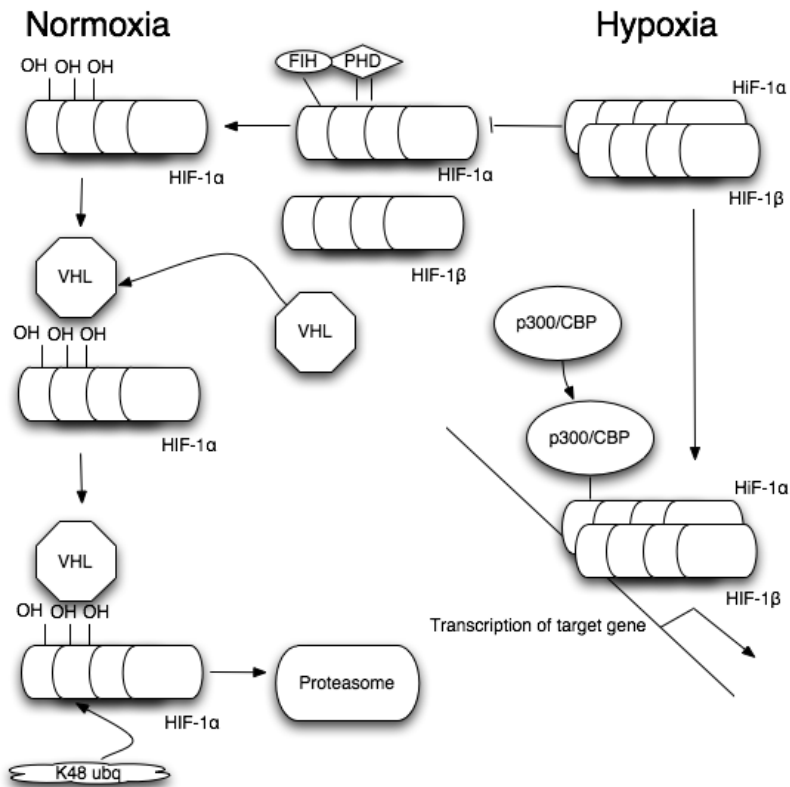 Normoxia
Hypoxia
OH OH OH
FIH PHD
HiF-1α
HIF-1α
HIF-1α
HIF-1β
HIF-1β
VHL
VHL
p300/CBP
OH OH OH
HIF-1α
p300/CBP
HiF-1α
VHL
HIF-1β
OH OH OH
Transcription of target gene
Proteasome
HIF-1α
K48 ubq